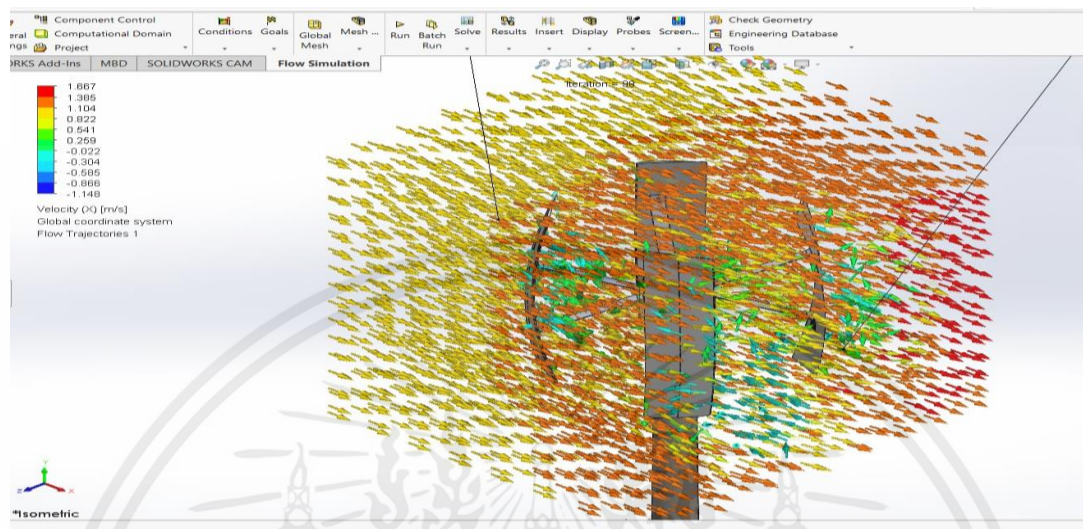 Component Control
Computational Domain
Project
Conditions Goals Global Mesh Mesh ... Run Batch Run Solve Results Insert Display Probes Screen...
Check Geometry
Engineering Database
Tools
RKS Add-Ins MBD SOLIDWORKS CAM Flow Simulation
Iteration = 98
1.667
1.385
1.104
0.822
0.541
0.259
-0.022
-0.304
-0.585
-0.866
-1.148
Velocity (X) [m/s]
Global coordinate system
Flow Trajectories 1
Y
Z X
*Isometric